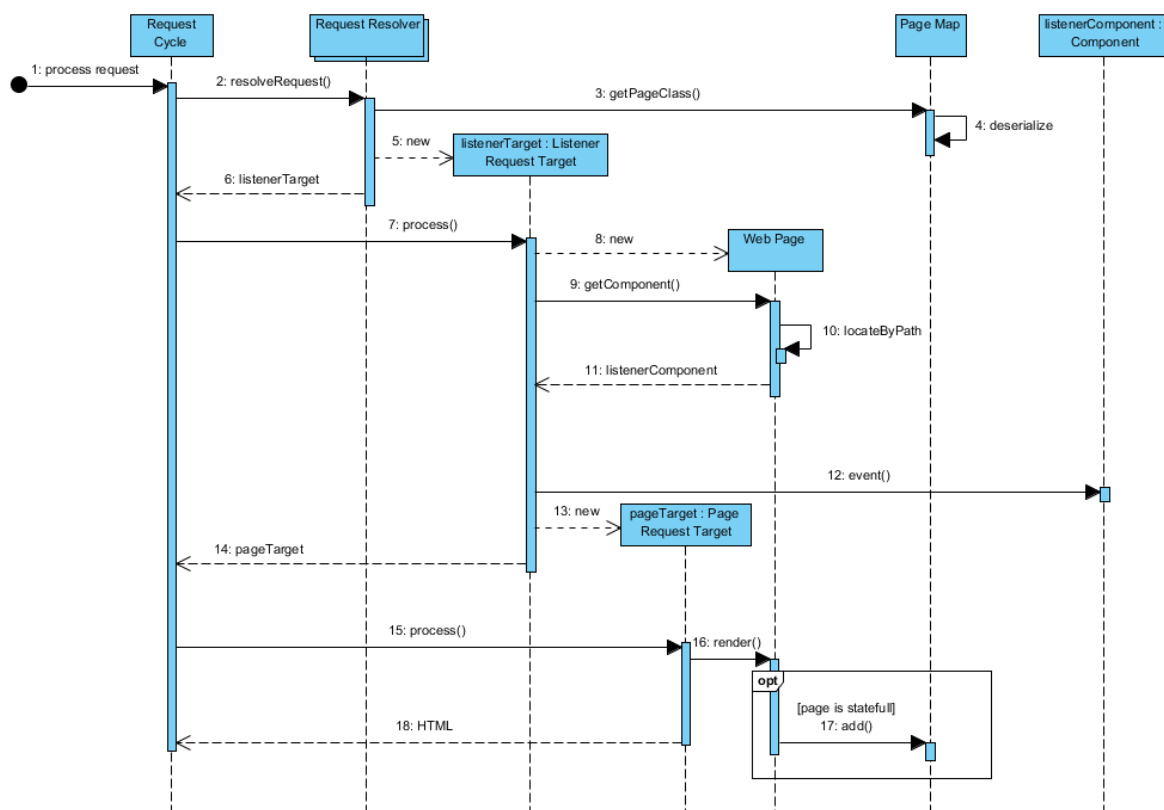 Request
Cycle
Request Resolver
Page Map
listenerComponent :
Component
1: process request
2: resolveRequest()
3: getPageClass()
4: deserialize
5: new
listenerTarget : Listener
Request Target
6: listenerTarget
7: process()
8: new
Web Page
9: getComponent()
10: locateByPath
11: listenerComponent
12: event()
13: new
pageTarget : Page
Request Target
14: pageTarget
15: process()
16: render()
opt
[page is statefull]
17: add()
18: HTML